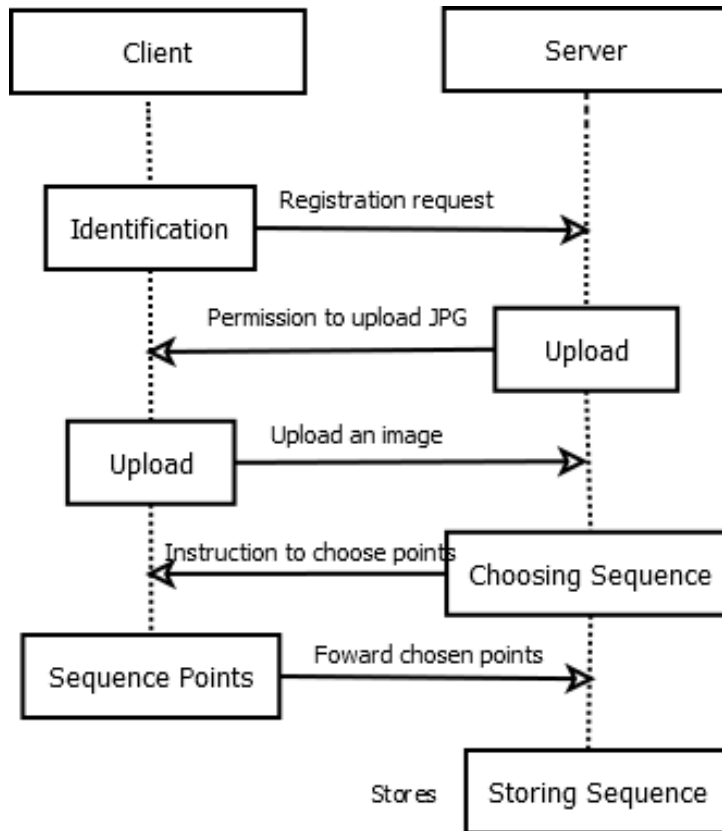 Client
Server
Registration request
Identification
Permission to upload JPG
Upload
Upload an image
Upload
Instruction to choose points
Choosing Sequence
Foward chosen points
Sequence Points
Stores
Storing Sequence